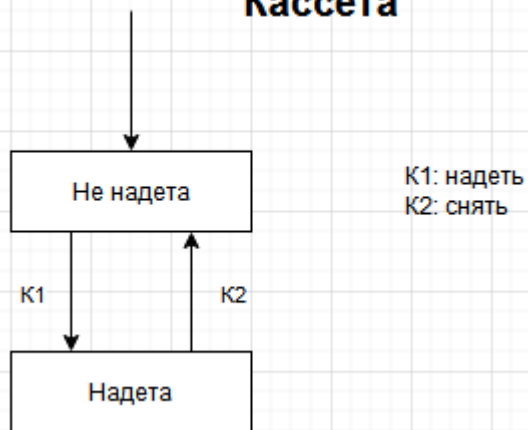 Кассета
Не надета
К1: надеть
К2: снять
К1
К2
Надета